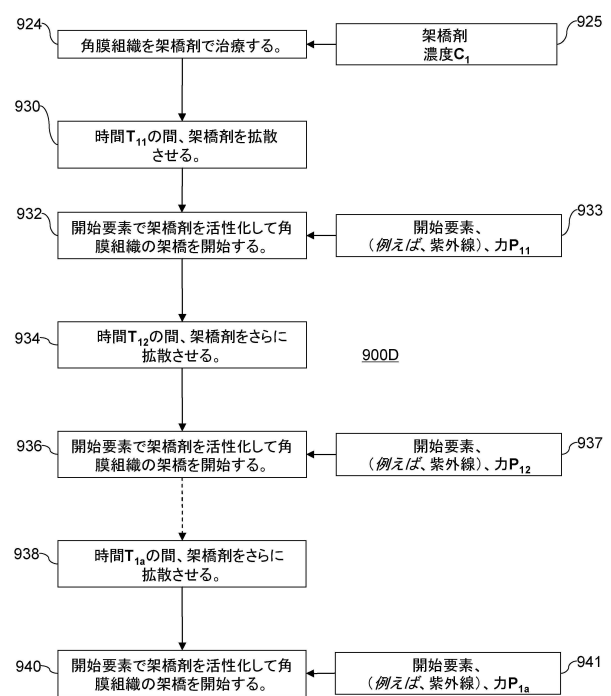 924
角膜組織を架橋剤で治療する。
架橋剤
濃度C1
925
930
時間T11の間、架橋剤を拡散
させる。
932
開始要素で架橋剤を活性化して角
膜組織の架橋を開始する。
開始要素、
(例えば、紫外線)、力P11
933
934
時間T12の間、架橋剤をさらに
拡散させる。
900D
936
開始要素で架橋剤を活性化して角
膜組織の架橋を開始する。
開始要素、
(例えば、紫外線)、力P12
937
938
時間T1aの間、架橋剤をさらに
拡散させる。
940
開始要素で架橋剤を活性化して角
膜組織の架橋を開始する。
開始要素、
(例えば、紫外線)、力P1a
941